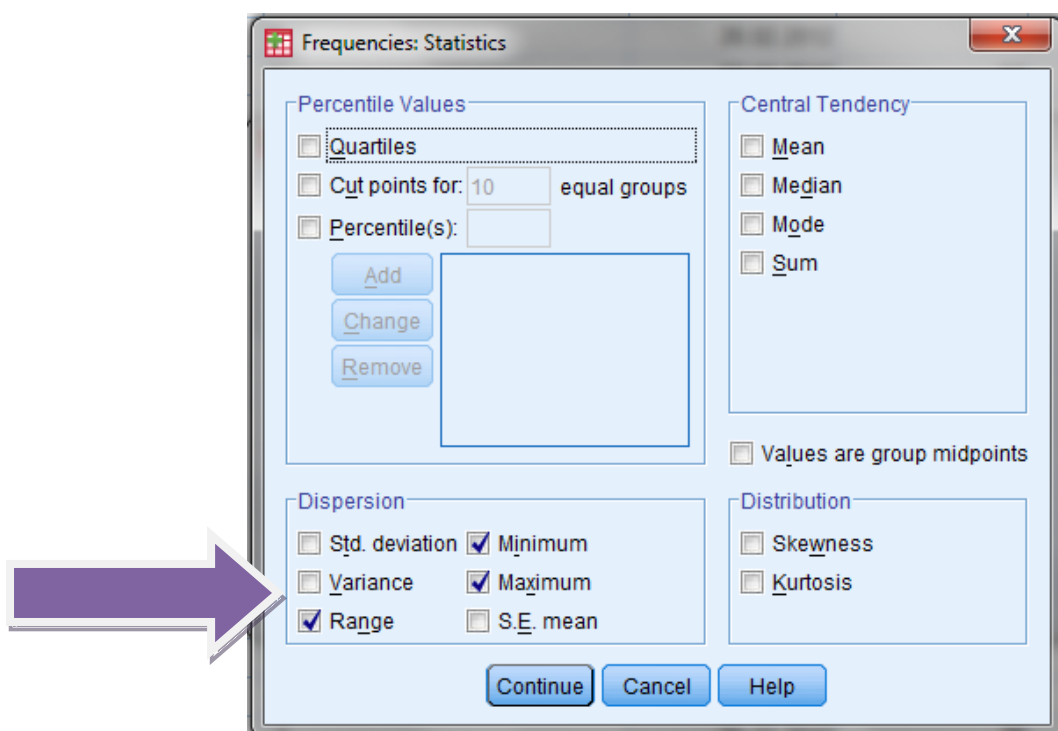 Frequencies: Statistics
Percentile Values
Quartiles
Cut points for: 10 equal groups
Percentile(s):
Add
Change
Remove
Central Tendency
Mean
Median
Mode
Sum
Values are group midpoints
Dispersion
Std. deviation Minimum
Variance Maximum
Range S.E. mean
Distribution
Skewness
Kurtosis
Continue Cancel Help